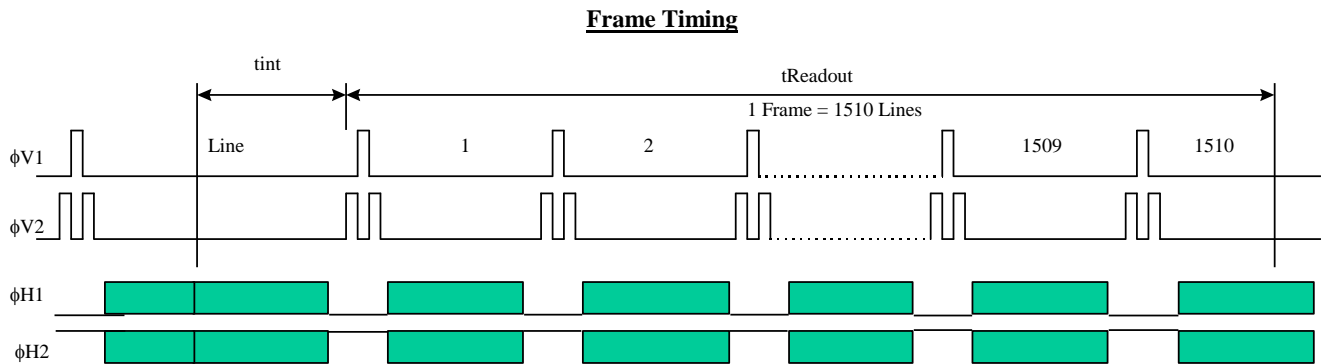 Frame Timing
tint
tReadout
1 Frame = 1510 Lines
ϕV1
Line
1
2
1509
1510
ϕV2
ϕH1
ϕH2